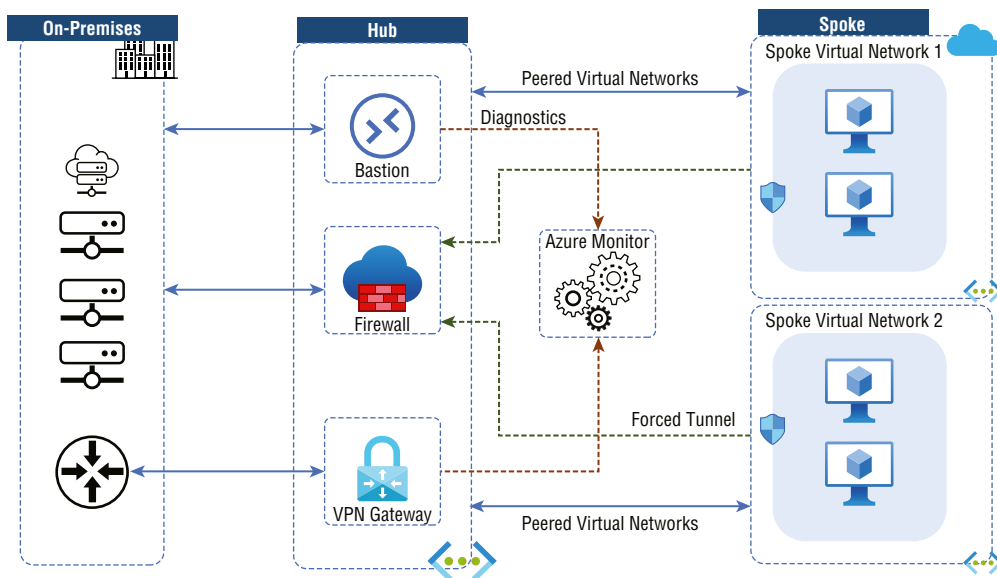 On-Premises
Hub
Spoke
Spoke Virtual Network 1
Peered Virtual Networks
Diagnostics
Bastion
Azure Monitor
Firewall
Spoke Virtual Network 2
Forced Tunnel
VPN Gateway
Peered Virtual Networks